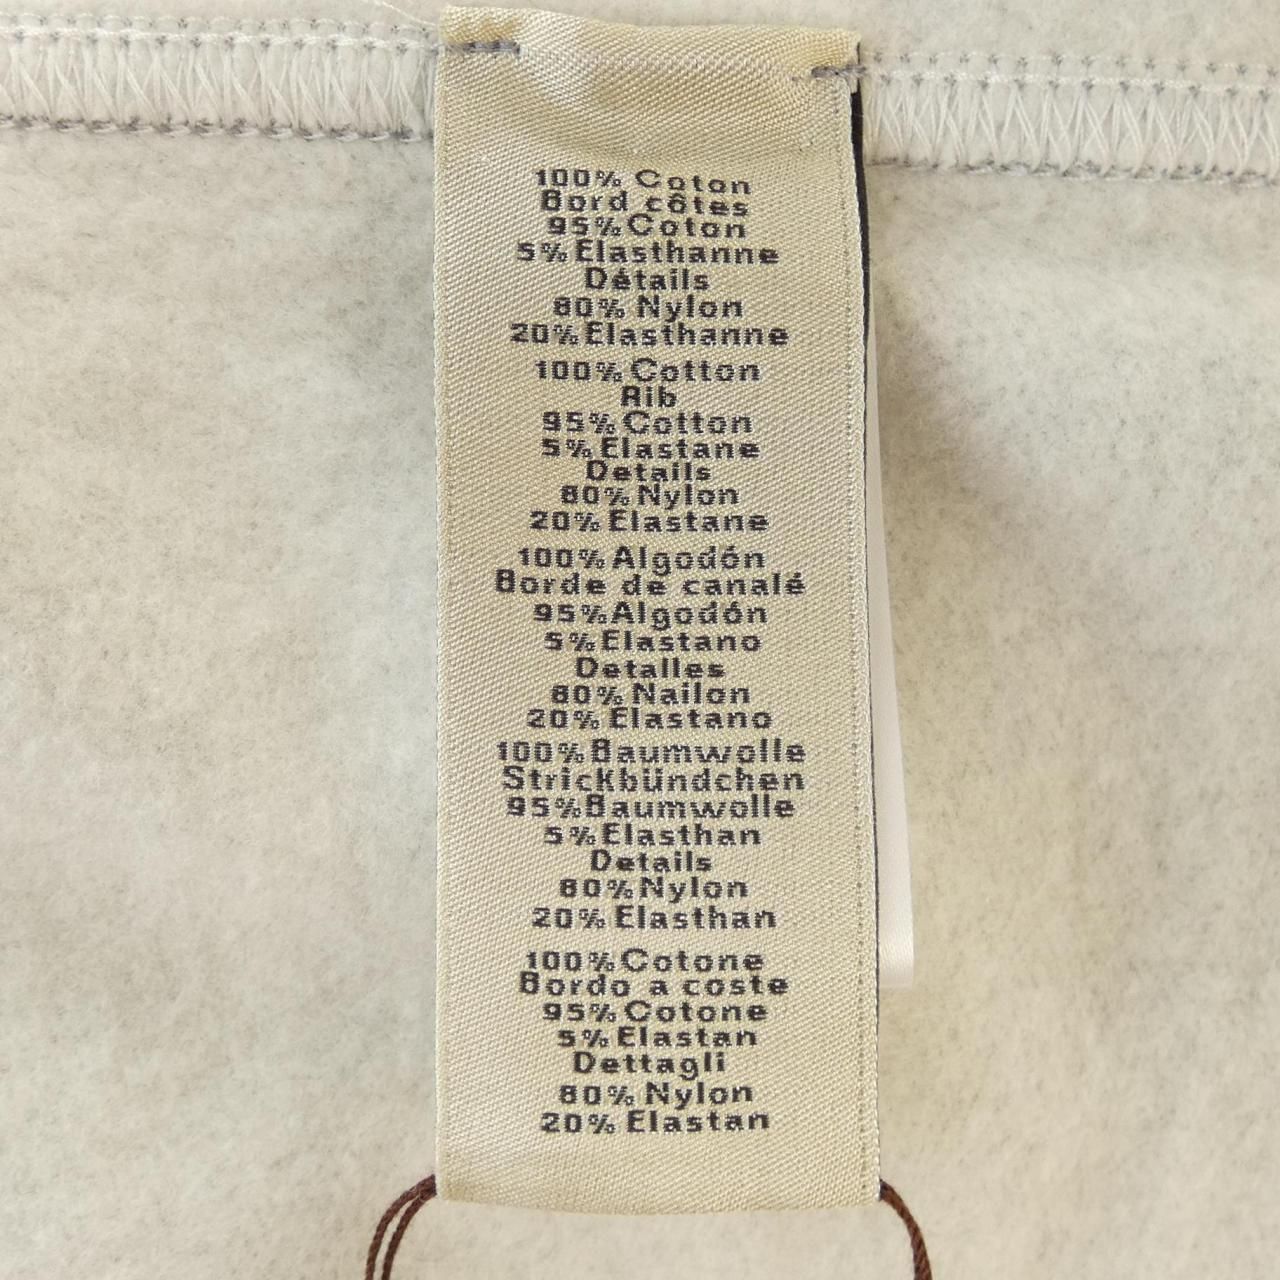 100% Coton
Bord côtes
95% Coton
5% Elasthanne
Détails
80% Nylon
20% Elasthanne
100% Cotton
Rib
95% Cotton
5% Elastane
Details
80% Nylon
20% Elastane
100% Algodón
Borde de canalé
95% Algodón
5% Elastano
Detalles
80% Nailon
20% Elastano
100% Baumwolle
Strickbündchen
95% Baumwolle
5% Elasthan
Details
80% Nylon
20% Elasthan
100% Cotone
Bordo a coste
95% Cotone
5% Elastan
Dettagli
80% Nylon
20% Elastan